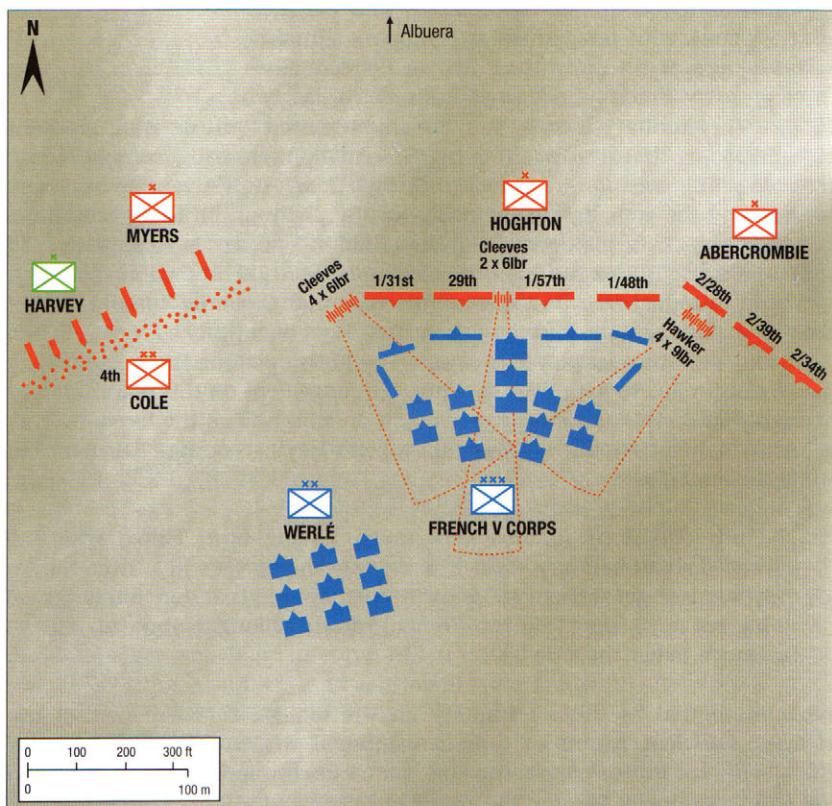 N
Albuera
×
MYERS
×
HOGHTON
×
ABERCROMBIE
×
HARVEY
Cleeves
4 x 6lbr
1/31st
29th
Cleeves
2 x 6lbr
1/57th
1/48th
2/28th
Hawker
4 x 9lbr
2/39th
2/34th
××
4th
COLE
××
WERLÉ
×××
FRENCH V CORPS
0 100 200 300 ft
0 100 m